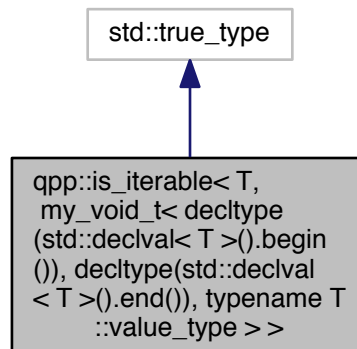 std::true_type
qpp::is_iterable< T,
my_void_t< decltype
(std::declval< T >().begin
()), decltype(std::declval
< T >().end()), typename T
::value_type > >